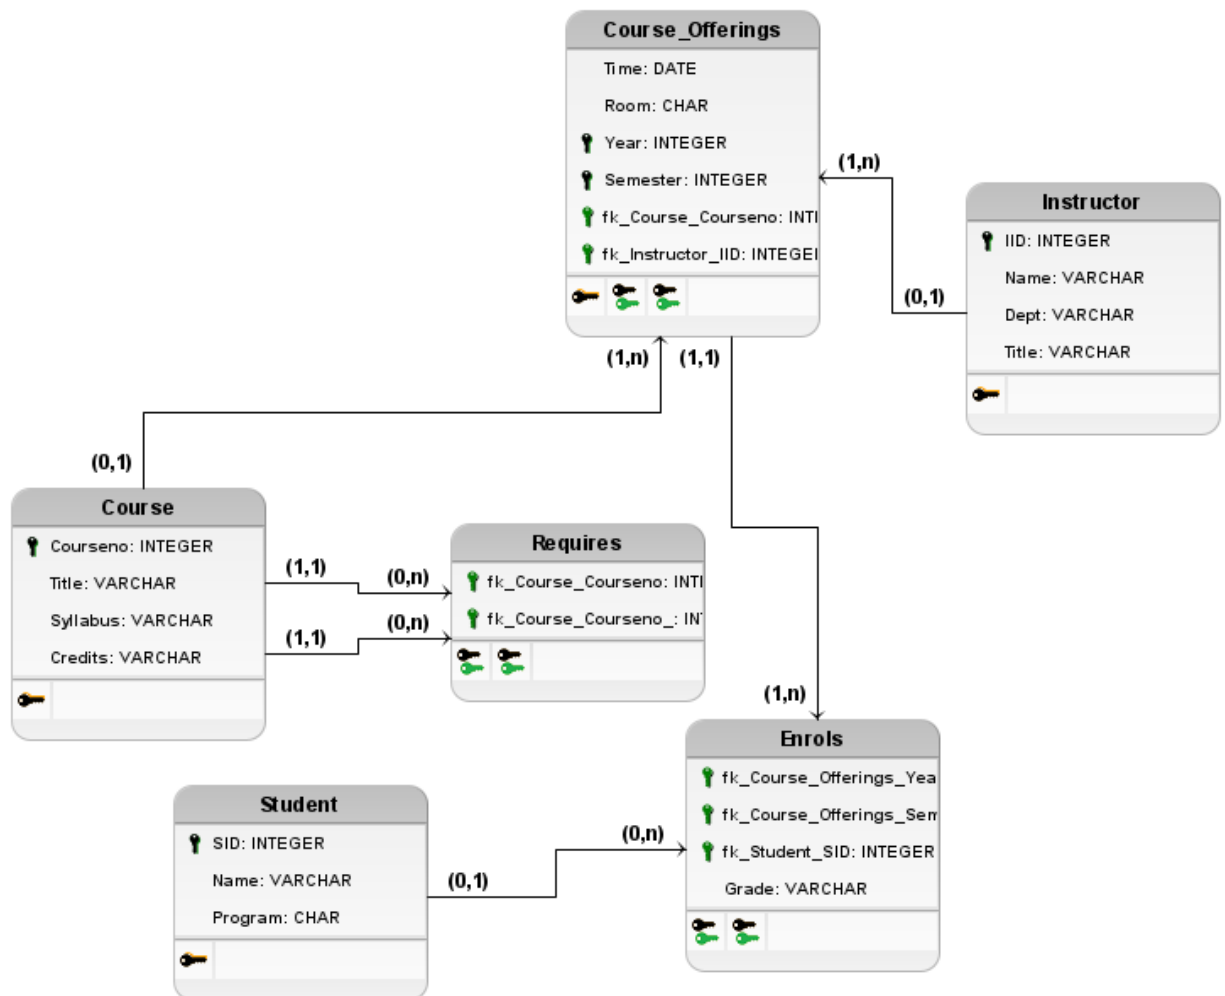 Course_Offerings
Time: DATE
Room: CHAR
Year: INTEGER
Semester: INTEGER
fk_Course_Courseno: INTI
fk_Instructor_IID: INTEGEI
(1,n)
Instructor
IID: INTEGER
Name: VARCHAR
Dept: VARCHAR
Title: VARCHAR
(0,1)
(1,n)
(1,1)
(0,1)
Course
Courseno: INTEGER
Title: VARCHAR
Syllabus: VARCHAR
Credits: VARCHAR
(1,1)
(0,n)
(1,1)
(0,n)
Requires
fk_Course_Courseno: INTI
fk_Course_Courseno_: IN
(1,n)
Enrols
fk_Course_Offerings_Yea
fk_Course_Offerings_Sem
fk_Student_SID: INTEGER
Grade: VARCHAR
Student
SID: INTEGER
Name: VARCHAR
Program: CHAR
(0,n)
(0,1)